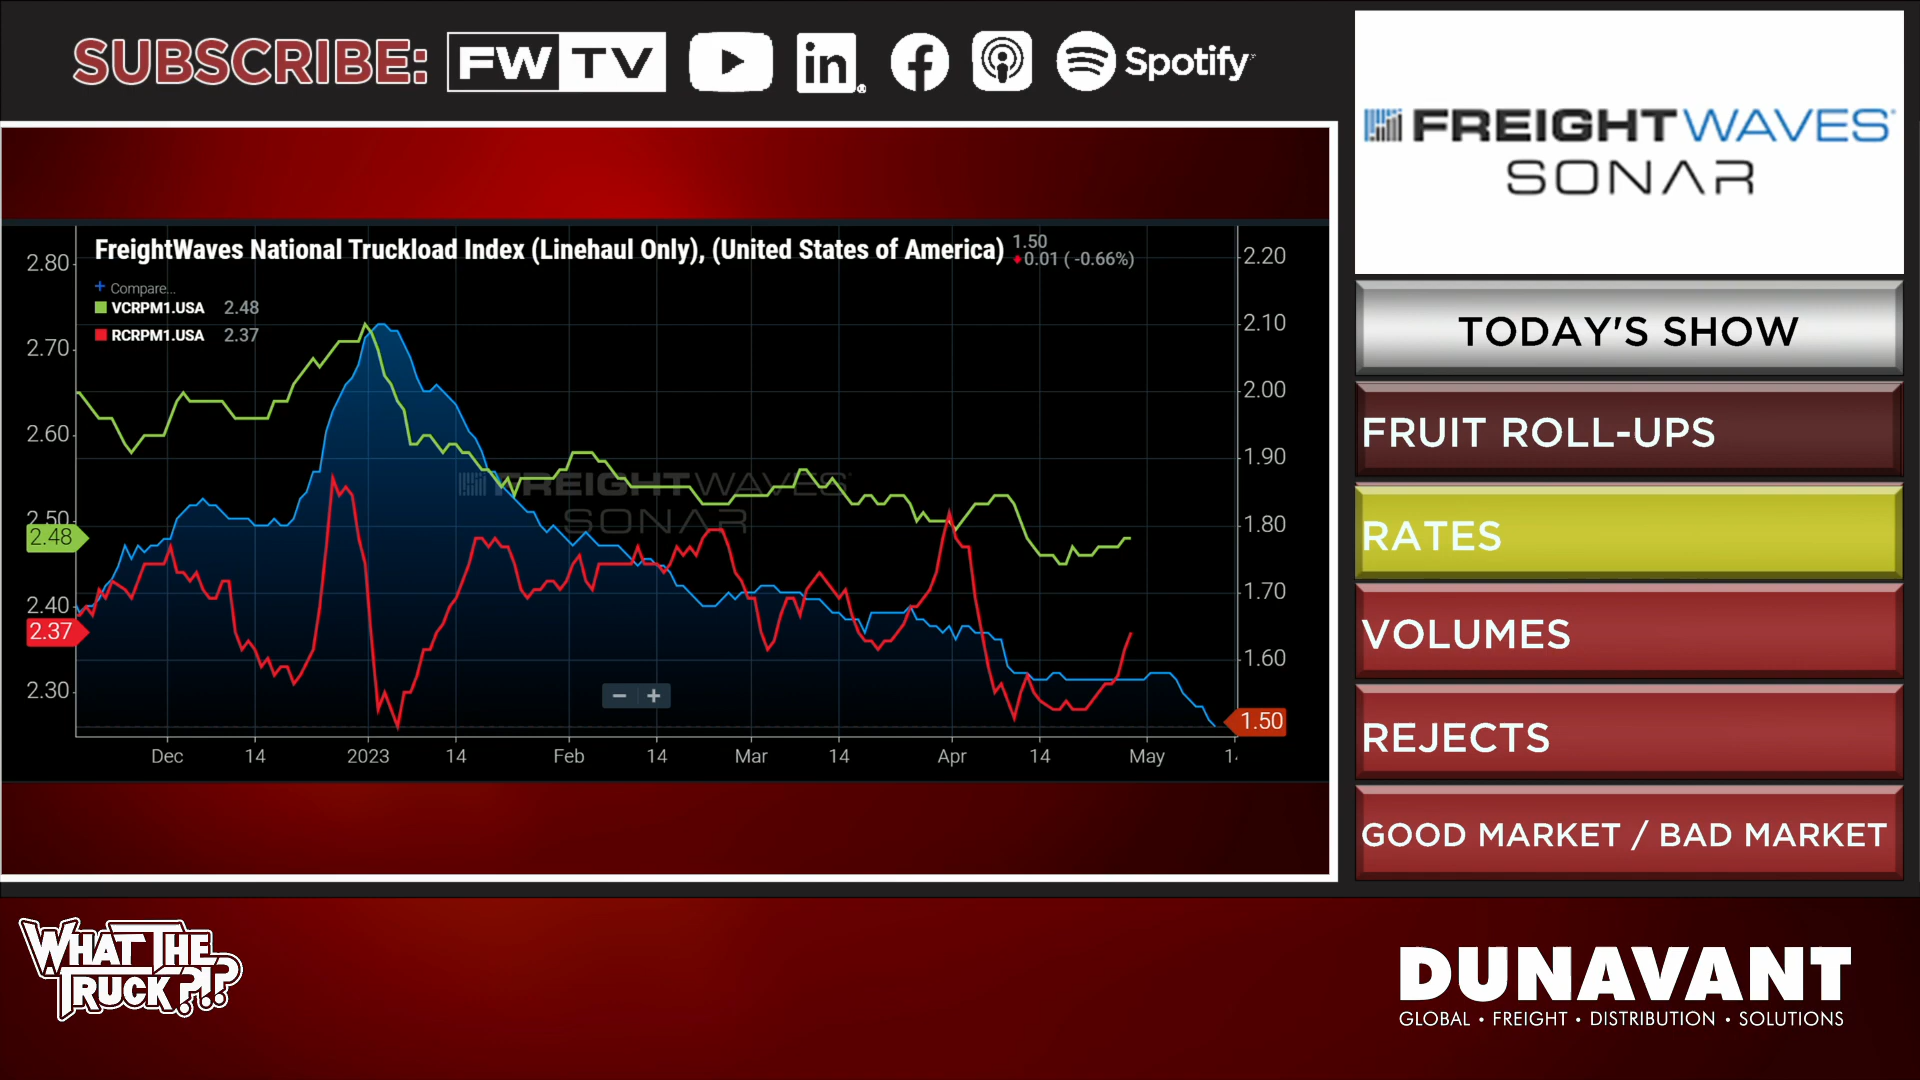 SUBSCRIBE: FW TV in Spotify
FREIGHTWAVES
SONAR
TODAY'S SHOW
FRUIT ROLL-UPS
RATES
VOLUMES
REJECTS
GOOD MARKET / BAD MARKET
FreightWaves National Truckload Index (Linehaul Only), (United States of America)
1.50
0.01 ( -0.66%)
+ Compare...
VCRPM1.USA 2.48
RCRPM1.USA 2.37
2.80
2.70
2.60
2.50
2.48
2.40
2.37
2.30
2.20
2.10
2.00
1.90
1.80
1.70
1.60
1.50
FREIGHTWAVES
SONAR
− +
Dec 14 2023 14 Feb 14 Mar 14 Apr 14 May
WHAT THE
TRUCK?!?
DUNAVANT
GLOBAL • FREIGHT • DISTRIBUTION • SOLUTIONS